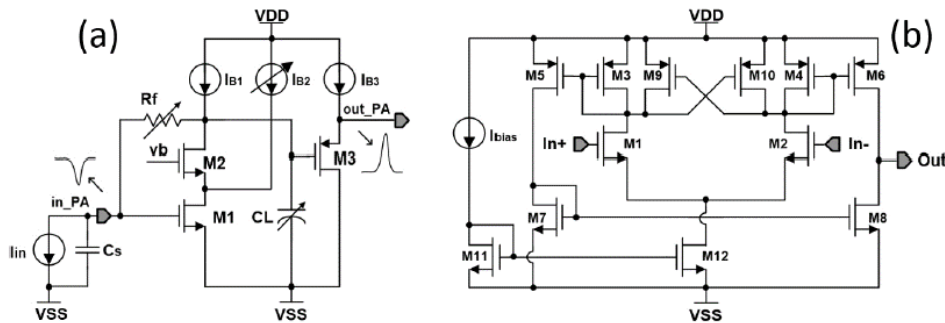 (a)
VDD
IB1
IB2
IB3
Rf
out_PA
vb
M2
M3
in_PA
M1
CL
Iin
Cs
VSS
VSS
(b)
VDD
M5
M3
M9
M10
M4
M6
Ibias
In+
M1
M2
In-
Out
M7
M8
M11
M12
VSS